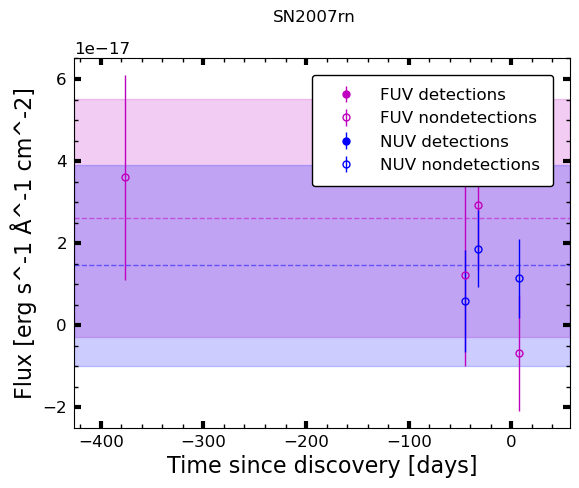 SN2007rn
1e−17
6
4
2
0
−2
FUV detections
FUV nondetections
NUV detections
NUV nondetections
Flux [erg s^-1 Å^-1 cm^-2]
−400 −300 −200 −100 0
Time since discovery [days]